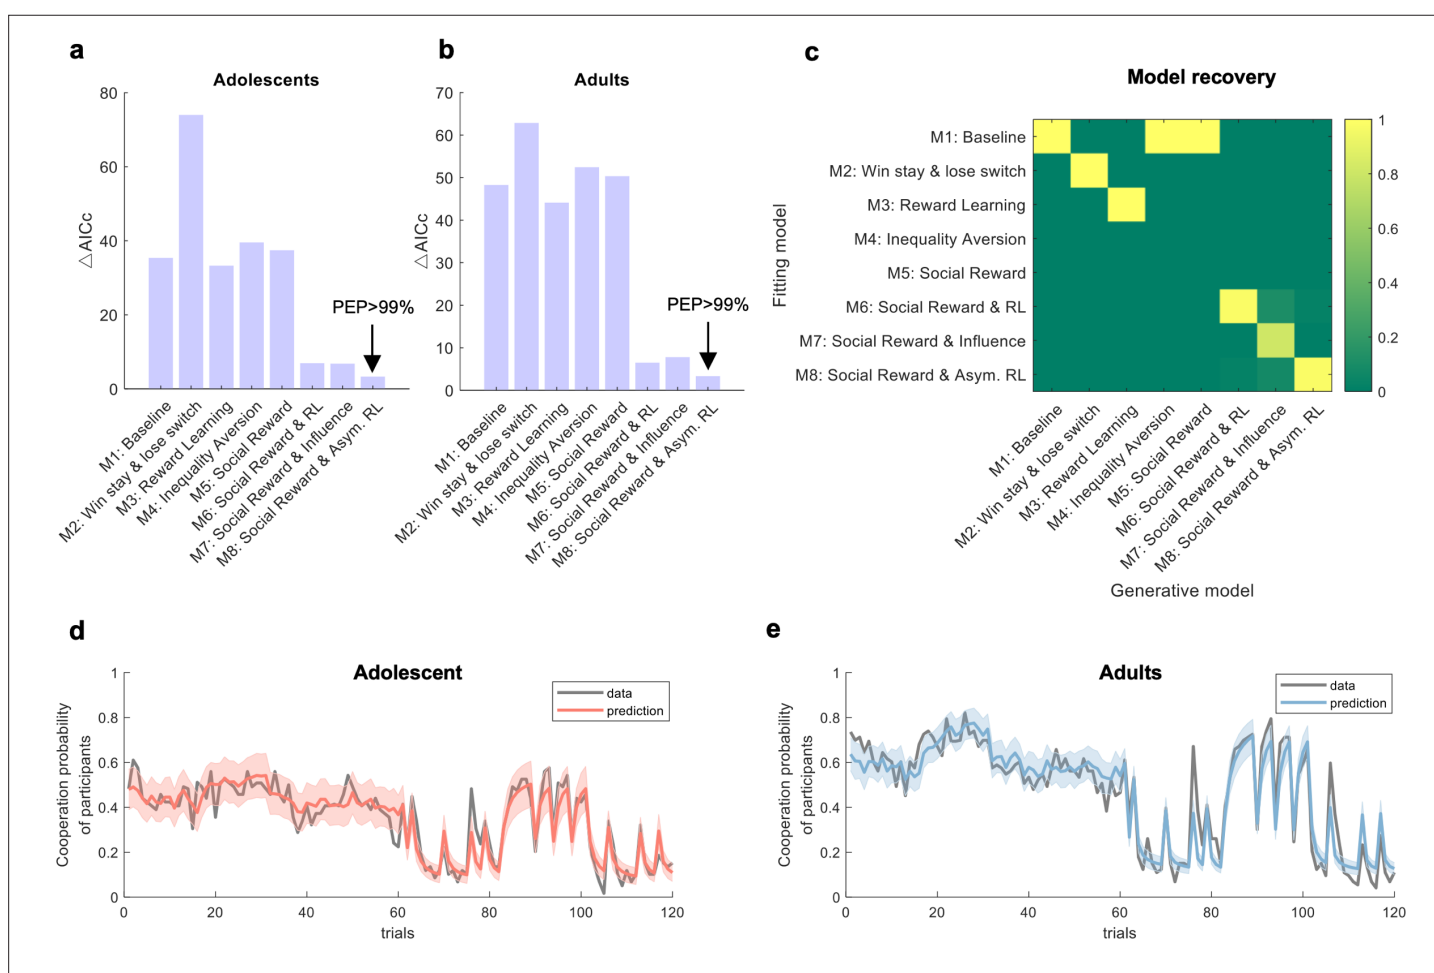 a
Adolescents
80
60
40
20
0
△AICc
PEP>99%
M1: Baseline
M2: Win stay & lose switch
M3: Reward Learning
M4: Inequality Aversion
M5: Social Reward
M6: Social Reward & RL
M7: Social Reward & Influence
M8: Social Reward & Asym. RL
b
Adults
70
60
50
40
30
20
10
0
△AICc
PEP>99%
M1: Baseline
M2: Win stay & lose switch
M3: Reward Learning
M4: Inequality Aversion
M5: Social Reward
M6: Social Reward & RL
M7: Social Reward & Influence
M8: Social Reward & Asym. RL
c
Model recovery
Fitting model
M1: Baseline
M2: Win stay & lose switch
M3: Reward Learning
M4: Inequality Aversion
M5: Social Reward
M6: Social Reward & RL
M7: Social Reward & Influence
M8: Social Reward & Asym. RL
1
0.8
0.6
0.4
0.2
0
M1: Baseline
M2: Win stay & lose switch
M3: Reward Learning
M4: Inequality Aversion
M5: Social Reward
M6: Social Reward & RL
M7: Social Reward & Influence
M8: Social Reward & Asym. RL
Generative model
d
Adolescent
data
prediction
Cooperation probability
of participants
1
0.8
0.6
0.4
0.2
0
0 20 40 60 80 100 120
trials
e
Adults
data
prediction
Cooperation probability
of participants
1
0.8
0.6
0.4
0.2
0
0 20 40 60 80 100 120
trials